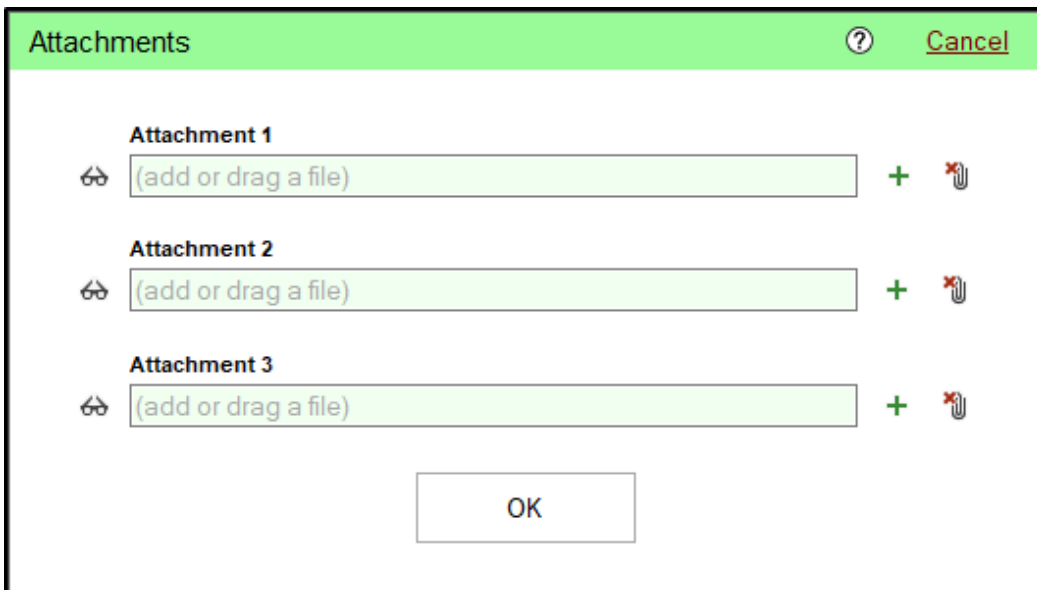 Attachments ? Cancel
Attachment 1
(add or drag a file)
Attachment 2
(add or drag a file)
Attachment 3
(add or drag a file)
OK